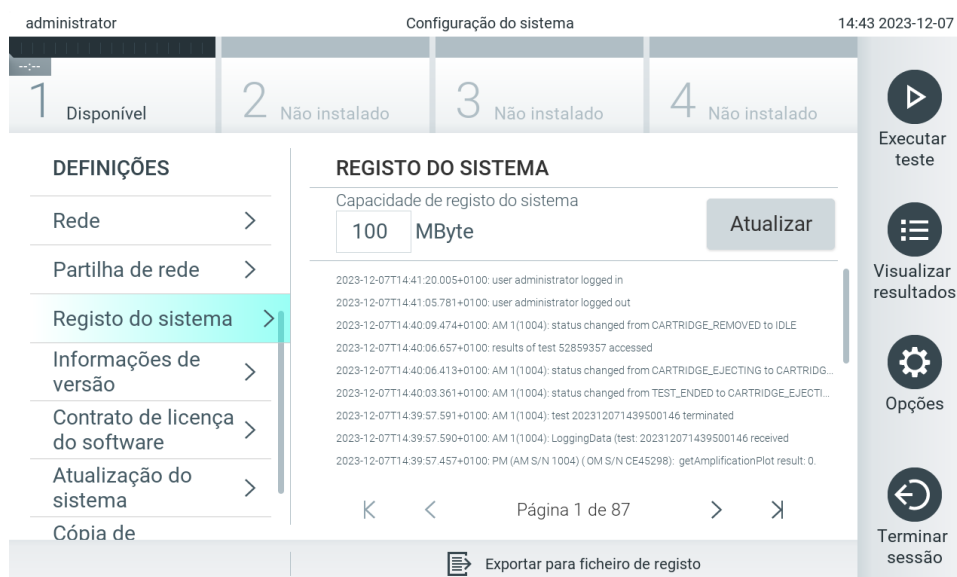 administrator
Configuração do sistema
14:43 2023-12-07
--:--
1 Disponível
2 Não instalado
3 Não instalado
4 Não instalado
DEFINIÇÕES
Rede
Partilha de rede
Registo do sistema
Informações de
versão
Contrato de licença
do software
Atualização do
sistema
Cópia de
REGISTO DO SISTEMA
Capacidade de registo do sistema
100 MByte
Atualizar
2023-12-07T14:41:20.005+0100: user administrator logged in
2023-12-07T14:41:05.781+0100: user administrator logged out
2023-12-07T14:40:09.474+0100: AM 1(1004): status changed from CARTRIDGE_REMOVED to IDLE
2023-12-07T14:40:06.657+0100: results of test 52859357 accessed
2023-12-07T14:40:06.413+0100: AM 1(1004): status changed from CARTRIDGE_EJECTING to CARTRIDG...
2023-12-07T14:40:03.361+0100: AM 1(1004): status changed from TEST_ENDED to CARTRIDGE_EJECTI...
2023-12-07T14:39:57.591+0100: AM 1(1004): test 202312071439500146 terminated
2023-12-07T14:39:57.590+0100: AM 1(1004): LoggingData (test: 202312071439500146 received
2023-12-07T14:39:57.457+0100: PM (AM S/N 1004) ( OM S/N CE45298): getAmplificationPlot result: 0.
Página 1 de 87
Exportar para ficheiro de registo
Executar
teste
Visualizar
resultados
Opções
Terminar
sessão